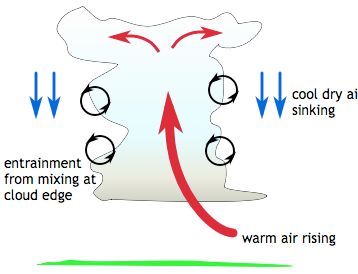 cool dry ai
sinking
entrainment
from mixing at
cloud edge
warm air rising